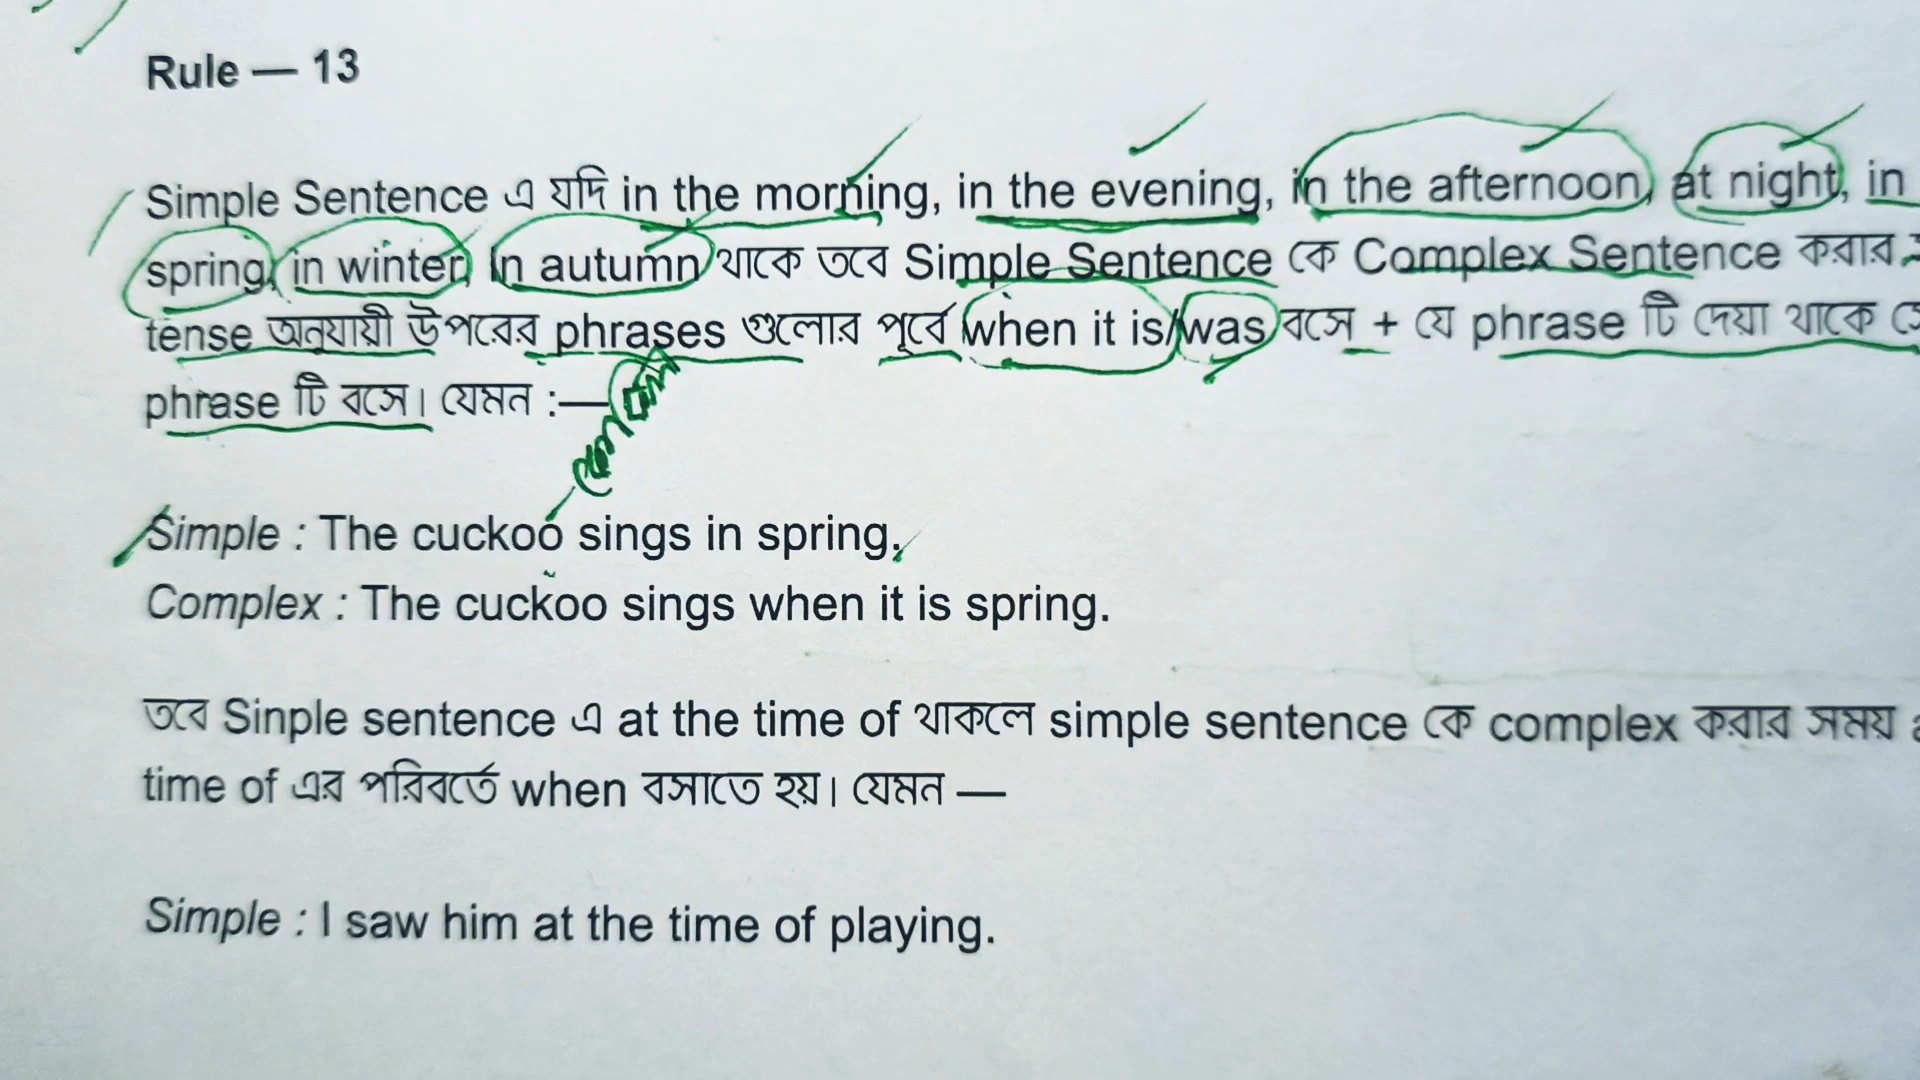 Rule — 13
Simple Sentence এ যদি in the morning, in the evening, in the afternoon, at night, in
spring, in winter, in autumn থাকে তবে Simple Sentence কে Complex Sentence করার
tense অনুযায়ী উপরের phrases গুলোর পূর্বে when it is/was বসে + যে phrase টি দেয়া থাকে
phrase টি বসে। যেমন :—
Simple : The cuckoo sings in spring.
Complex : The cuckoo sings when it is spring.
তবে Sinple sentence এ at the time of থাকলে simple sentence কে complex করার সময়
time of এর পরিবর্তে when বসাতে হয়। যেমন —
Simple : I saw him at the time of playing.